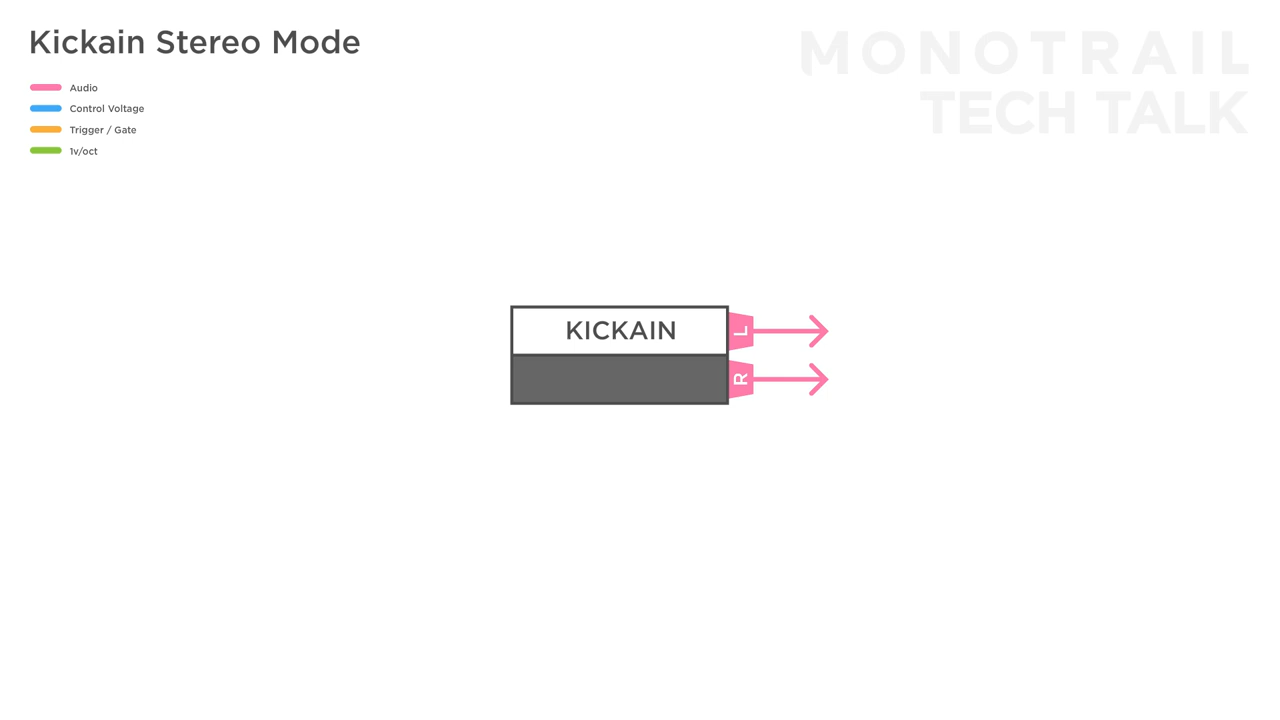 Kickain Stereo Mode
MONOTRAIL
TECH TALK
Audio
Control Voltage
Trigger / Gate
1v/oct
KICKAIN
L
R